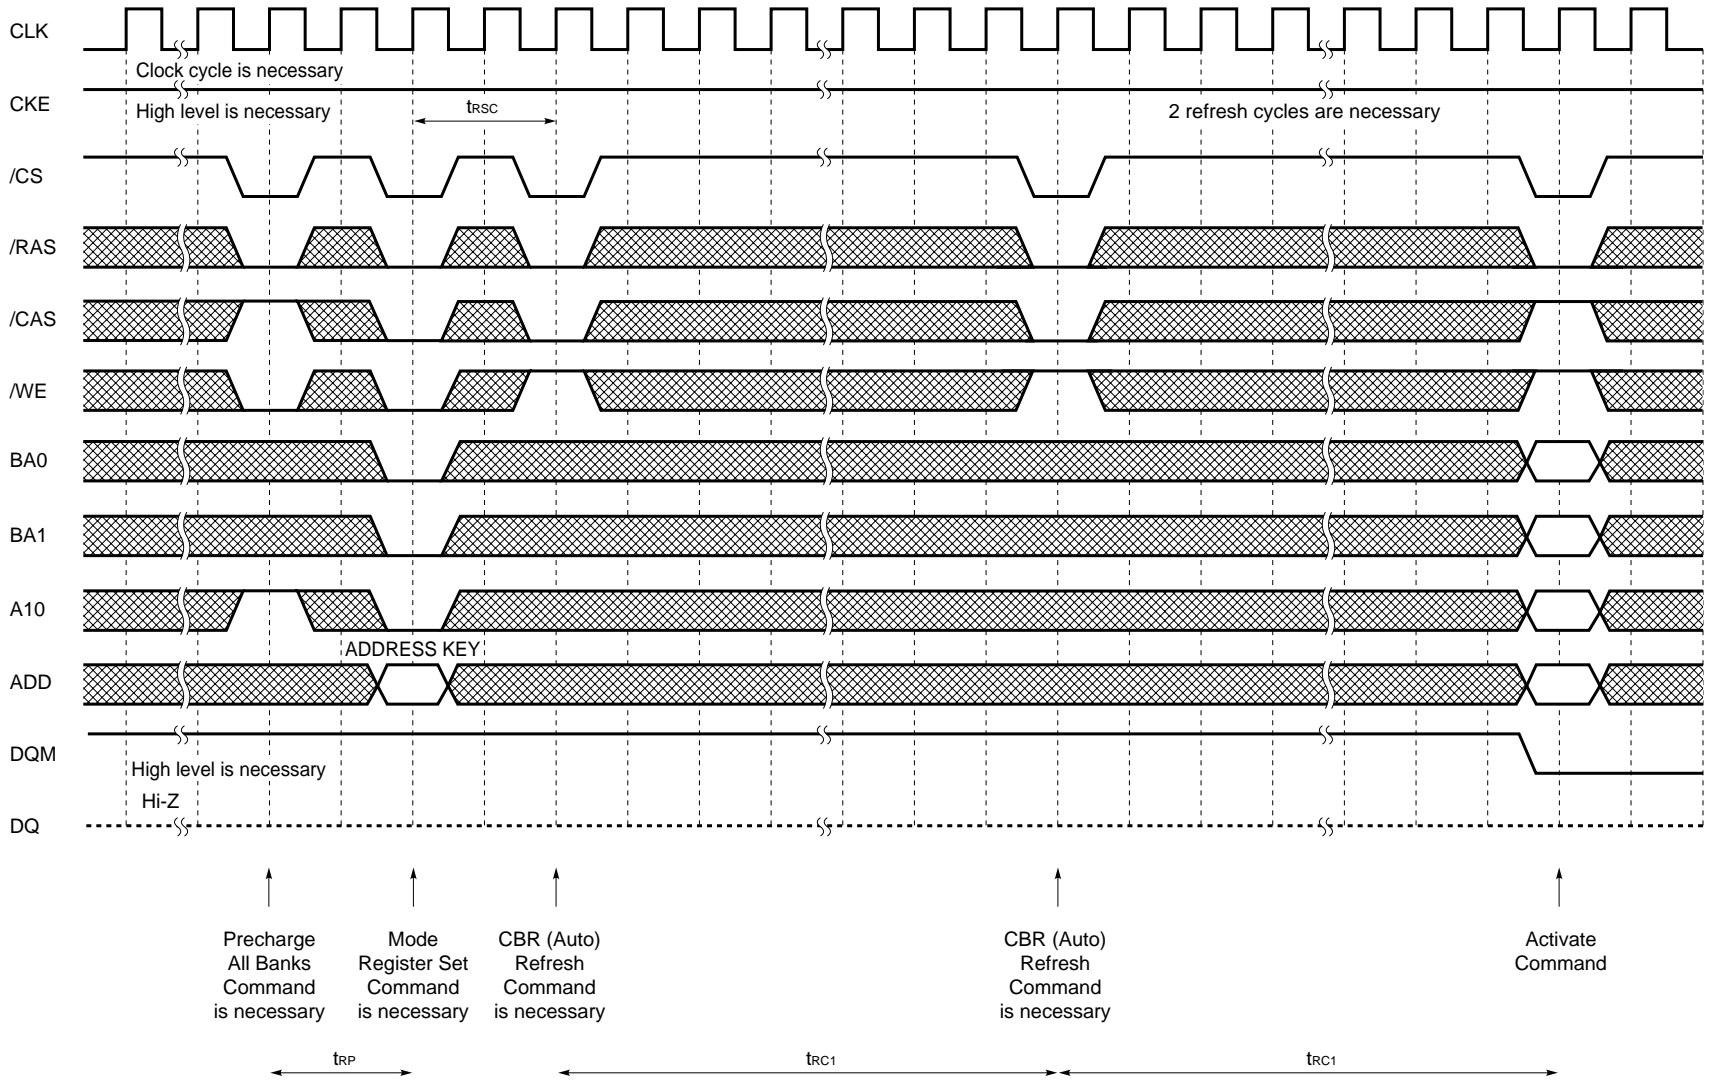 CLK
Clock cycle is necessary
CKE
High level is necessary
tRSC
2 refresh cycles are necessary
/CS
/RAS
/CAS
/WE
BA0
BA1
A10
ADDRESS KEY
ADD
DQM
High level is necessary
Hi-Z
DQ
Precharge
All Banks
Command
is necessary
Mode
Register Set
Command
is necessary
CBR (Auto)
Refresh
Command
is necessary
CBR (Auto)
Refresh
Command
is necessary
Activate
Command
tRP
tRC1
tRC1